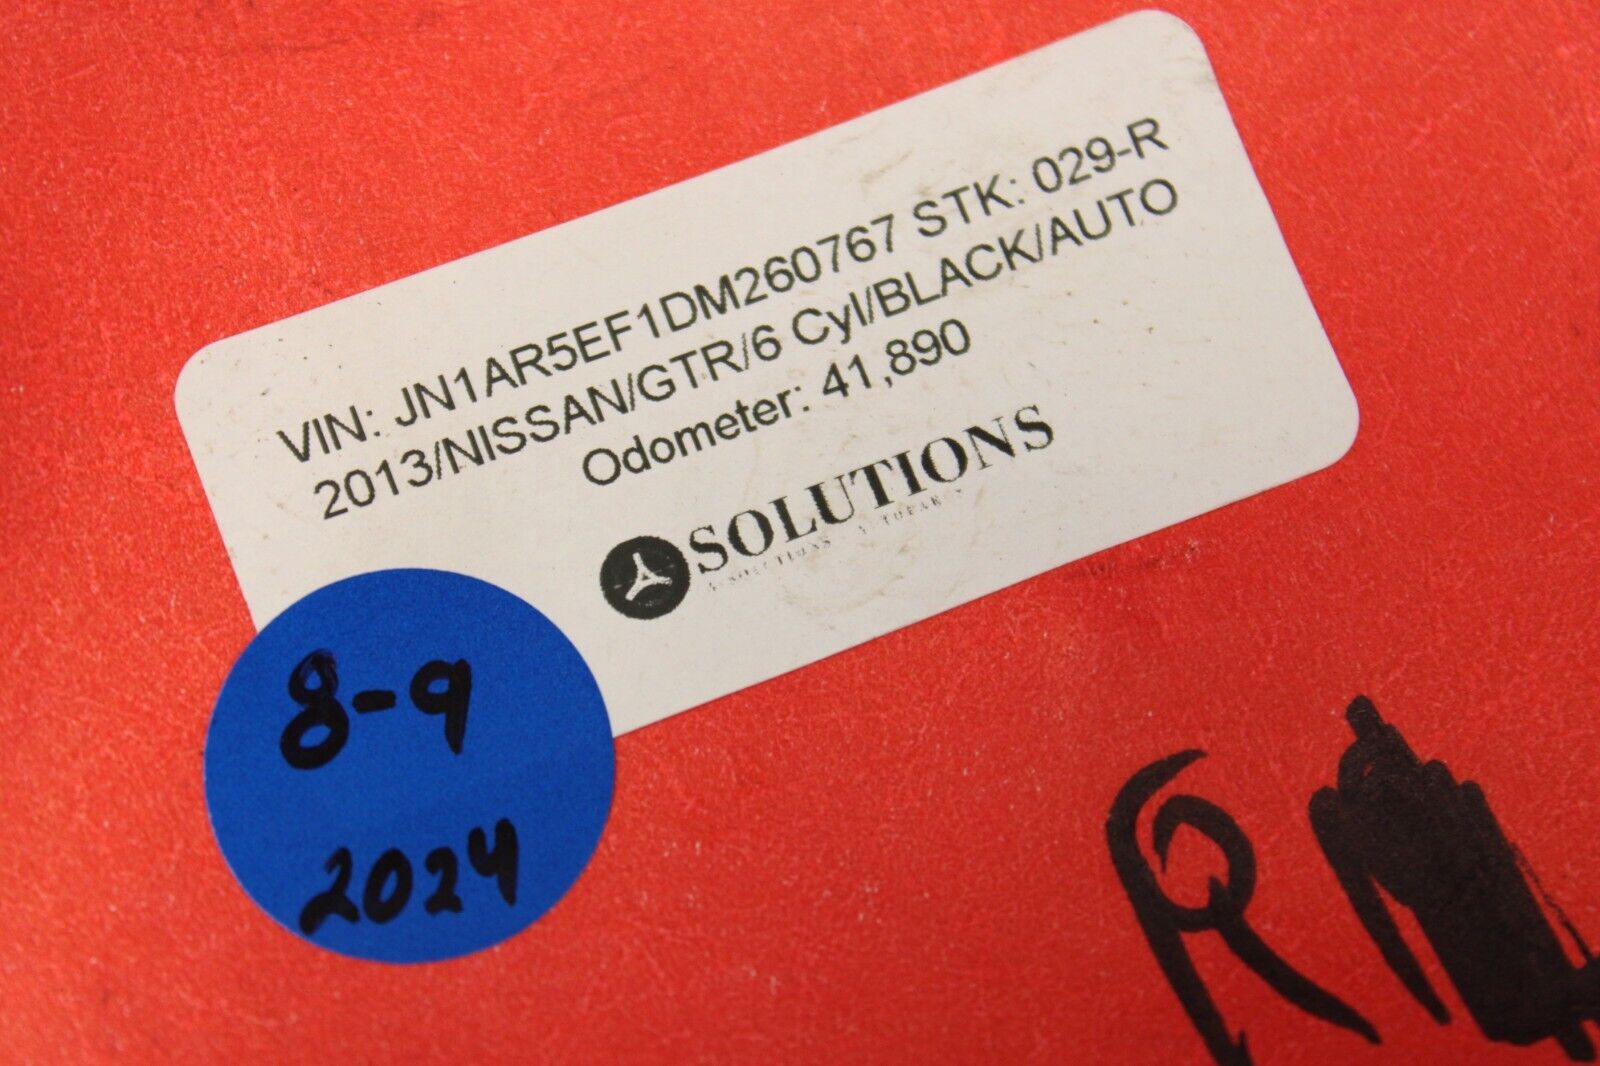 VIN: JN1AR5EF1DM260767 STK: 029-R
2013/NISSAN/GTR/6 Cyl/BLACK/AUTO
Odometer: 41,890
SOLUTIONS
8-9
2024
R